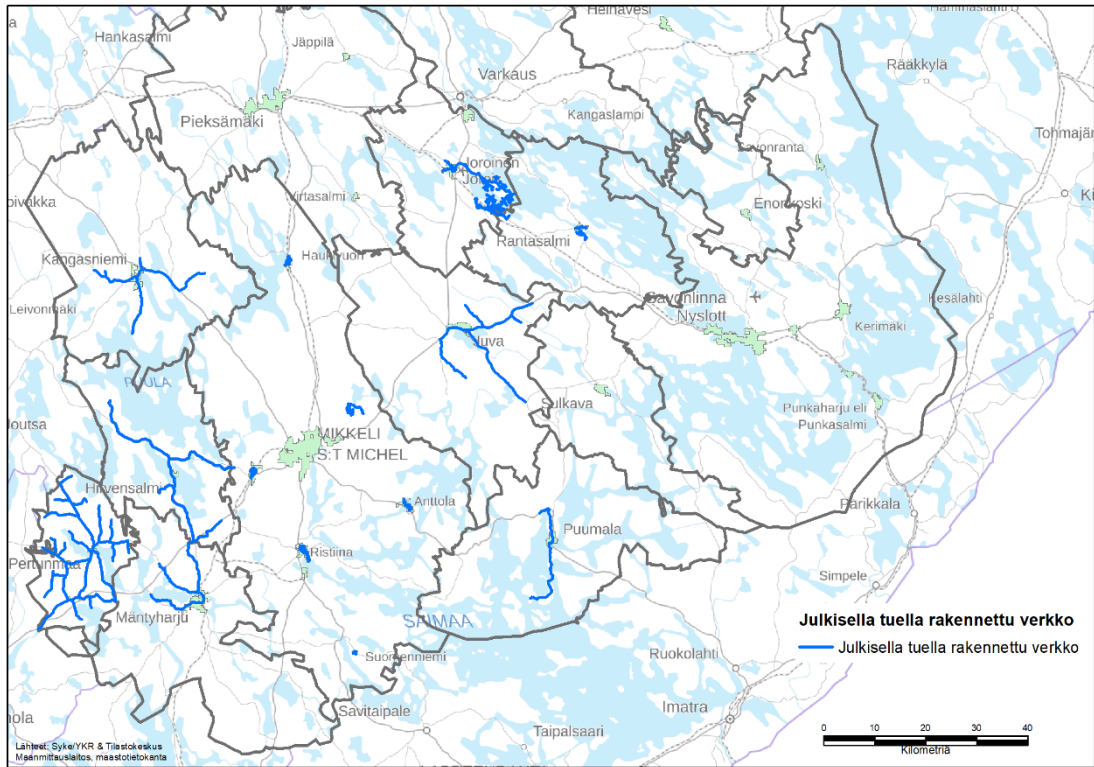 Hankasalmi
Jäppilä
Heinävesi
Rääkkylä
Varkaus
Kangaslampi
Pieksämäki
Tohmajär
Savonranta
Joroinen
Virtasalmi
Enonkoski
Rantasalmi
Kangasniemi
Haukivuori
Savonlinna
Nyslott
Kesälahti
Leivonmäki
Kerimäki
Juva
PUULA
Sulkava
Punkaharju eli
Punkasalmi
Joutsa
MIKKELI
S:T MICHEL
Hirvensalmi
Anttola
Parikkala
Puumala
Ristiina
Pertunmaa
Simpele
Mäntyharju
SAIMAA
Julkisella tuella rakennettu verkko
Julkisella tuella rakennettu verkko
Suomenniemi
Ruokolahti
Savitaipale
Imatra
Taipalsaari
0 10 20 30 40
Kilometriä
Lähteet: Syke/YKR & Tilastokeskus
Maanmittauslaitos, maastotietokanta